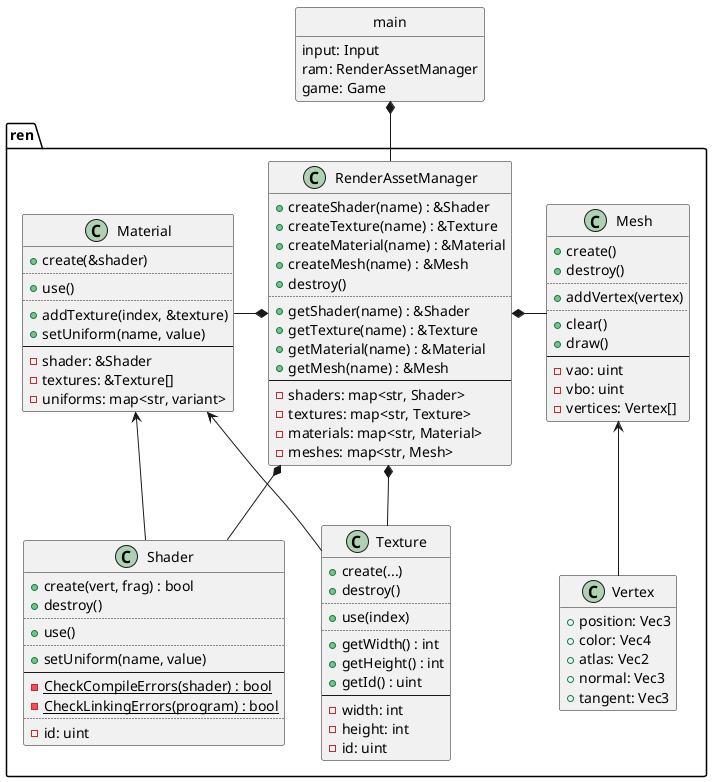 main
input: Input
ram: RenderAssetManager
game: Game
ren
C RenderAssetManager
createShader(name) : &Shader
createTexture(name) : &Texture
createMaterial(name) : &Material
createMesh(name) : &Mesh
destroy()
getShader(name) : &Shader
getTexture(name) : &Texture
getMaterial(name) : &Material
getMesh(name) : &Mesh
shaders: map<str, Shader>
textures: map<str, Texture>
materials: map<str, Material>
meshes: map<str, Mesh>
C Material
create(&shader)
use()
addTexture(index, &texture)
setUniform(name, value)
shader: &Shader
textures: &Texture[]
uniforms: map<str, variant>
C Mesh
create()
destroy()
addVertex(vertex)
clear()
draw()
vao: uint
vbo: uint
vertices: Vertex[]
C Shader
create(vert, frag) : bool
destroy()
use()
setUniform(name, value)
CheckCompileErrors(shader) : bool
CheckLinkingErrors(program) : bool
id: uint
C Texture
create(...)
destroy()
use(index)
getWidth() : int
getHeight() : int
getId() : uint
width: int
height: int
id: uint
C Vertex
position: Vec3
color: Vec4
atlas: Vec2
normal: Vec3
tangent: Vec3